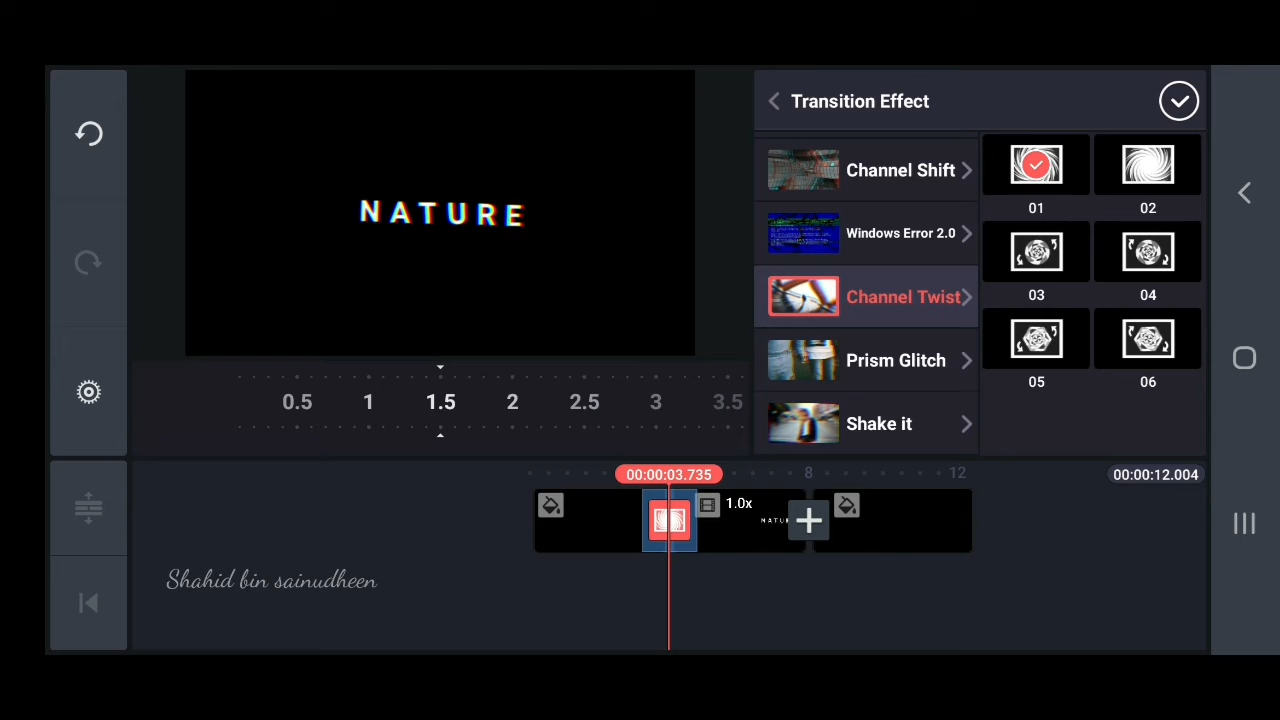 Transition Effect
NATURE
Channel Shift
Windows Error 2.0
Channel Twist
Prism Glitch
Shake it
01
02
03
04
05
06
0.5 1 1.5 2 2.5 3 3.5
00:00:03.735
8
12
00:00:12.004
1.0x
Shahid bin sainudheen